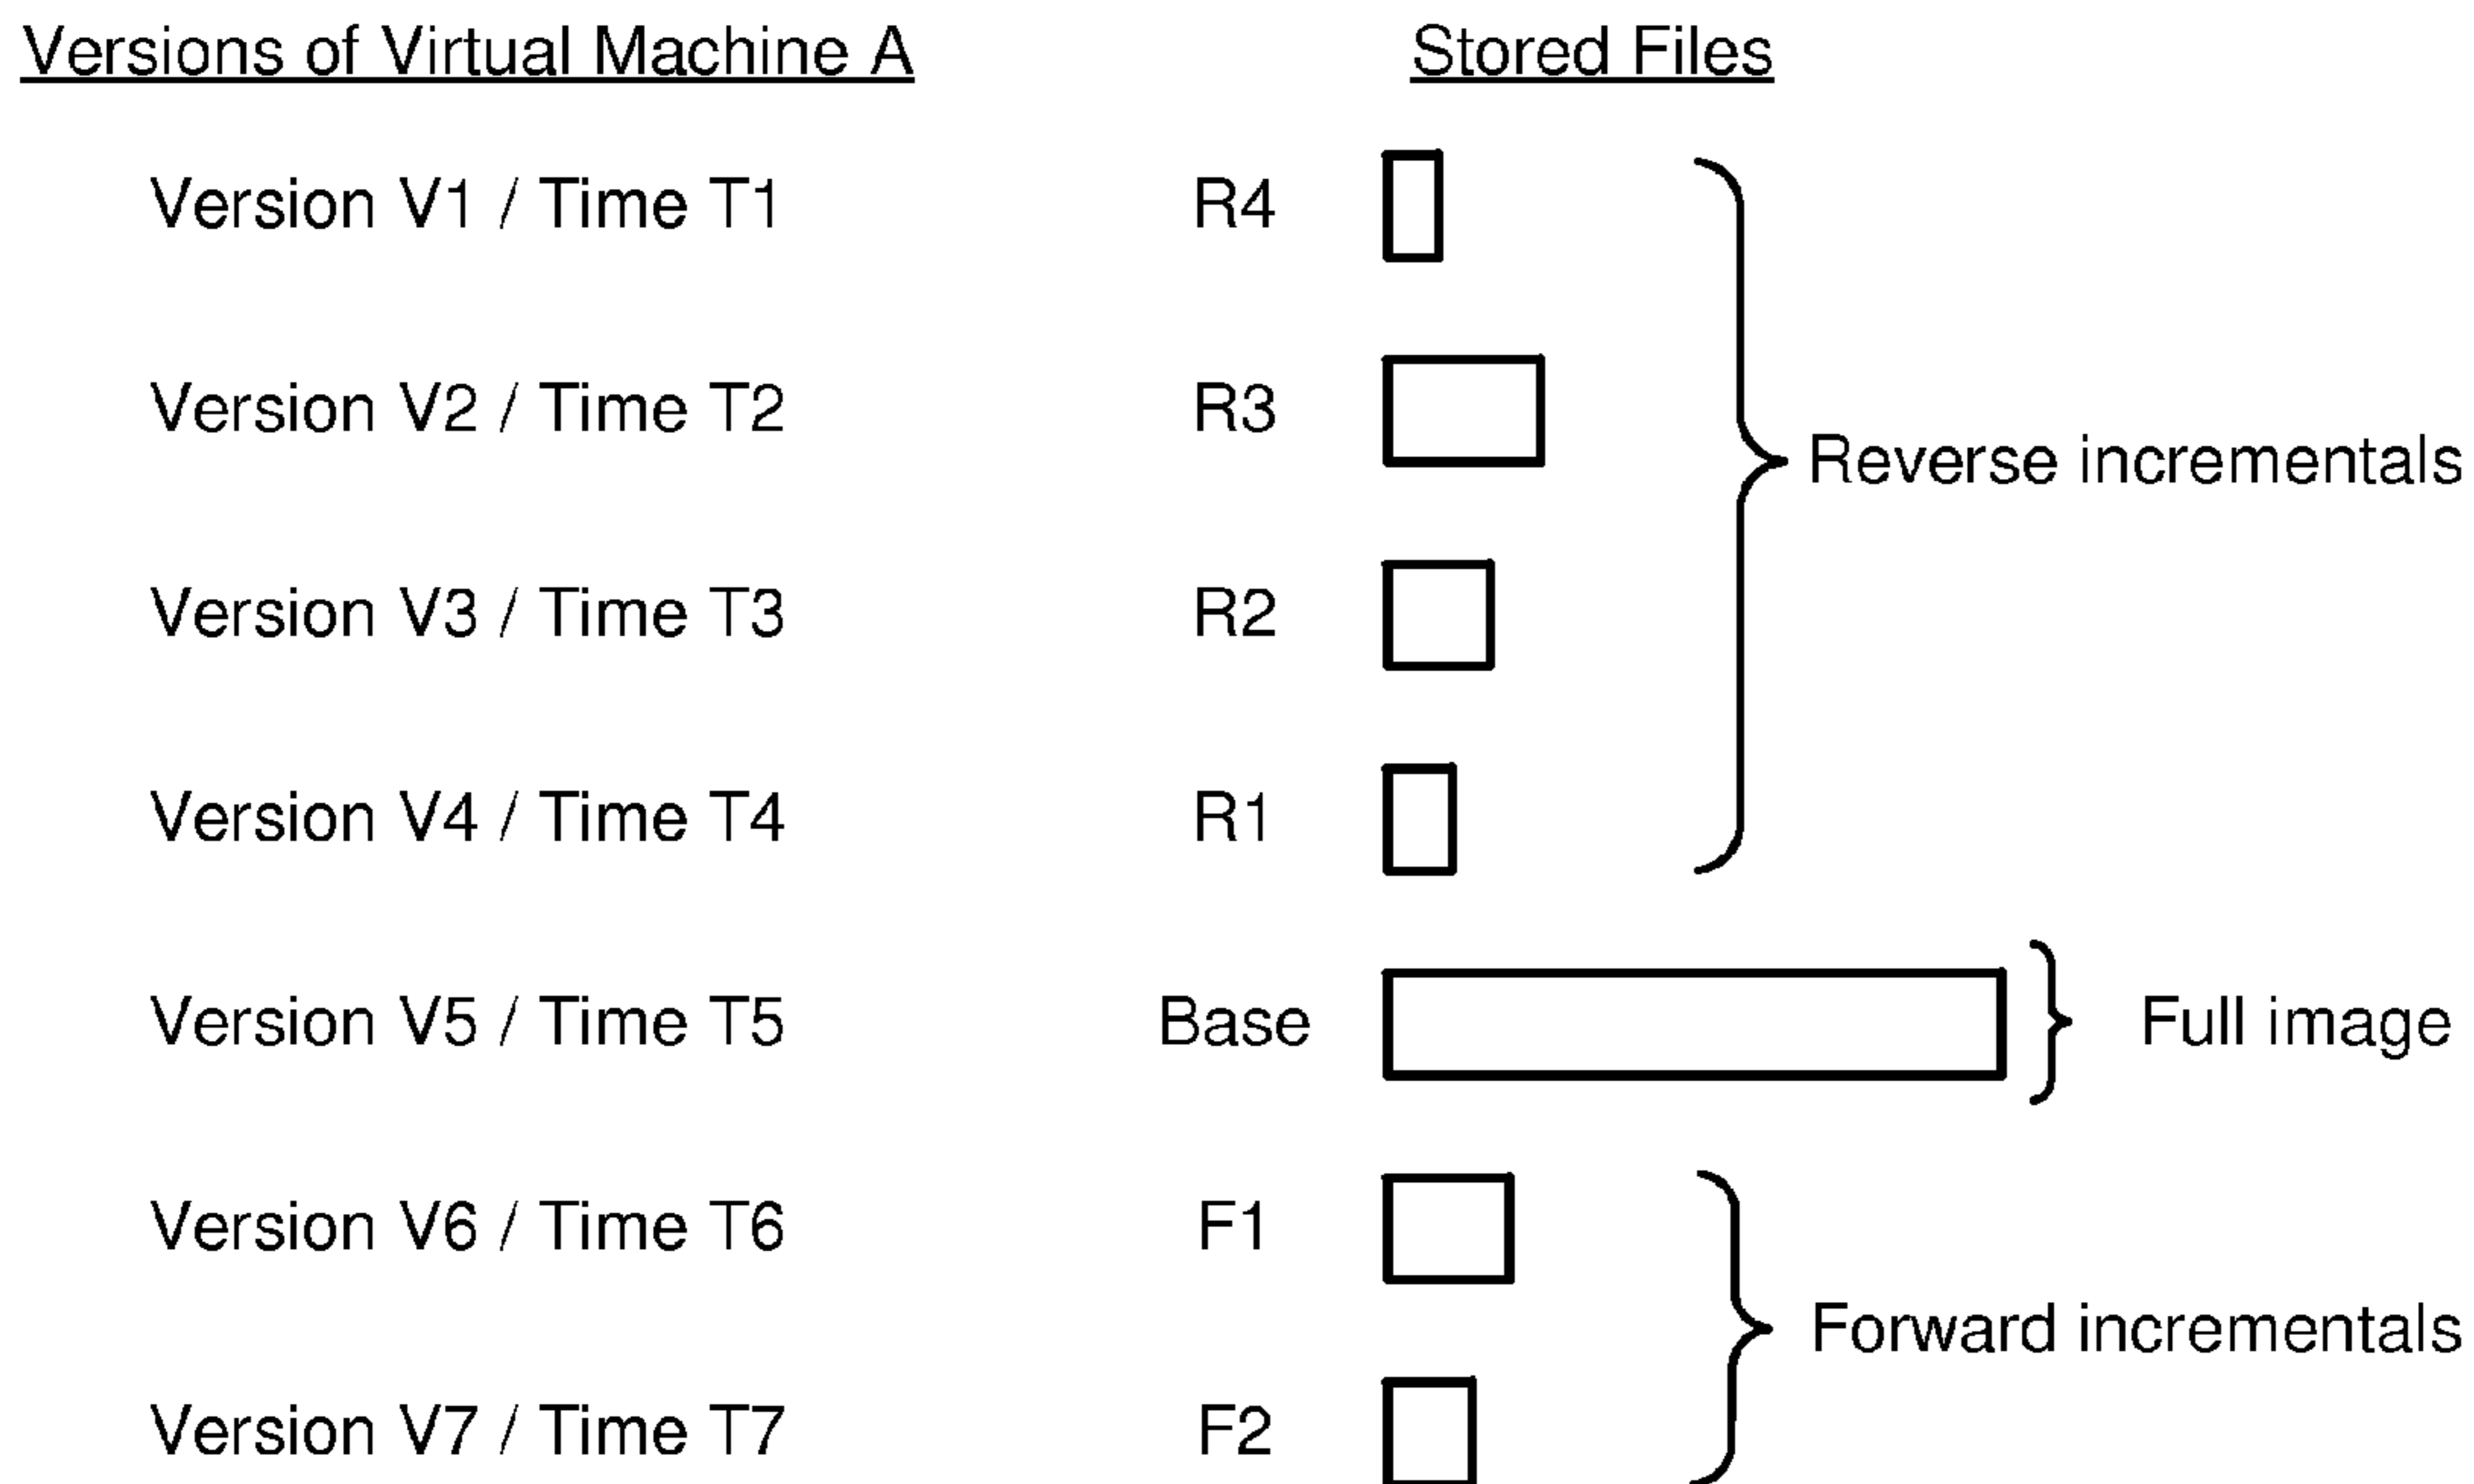 Versions of Virtual Machine A Stored Files
Version V1 / Time T1 R4
Version V2 / Time T2 R3
Reverse incrementals
Version V3 / Time T3 R2
Version V4 / Time T4 R1
Version V5 / Time T5 Base Full image
Version V6 / Time T6 F1
Forward incrementals
Version V7 / Time T7 F2